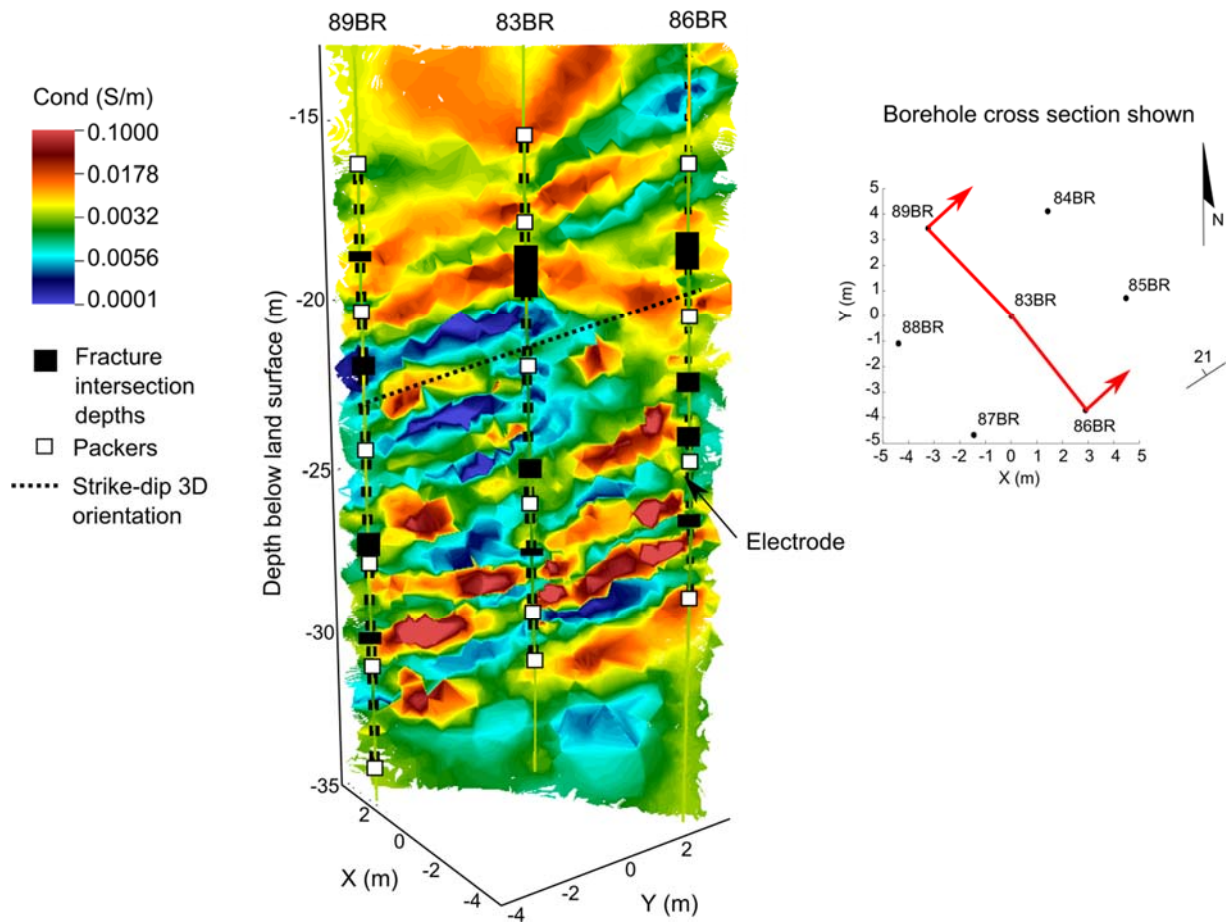 89BR
83BR
86BR
Cond (S/m)
0.1000
0.0178
0.0032
0.0056
0.0001
Fracture
intersection
depths
Packers
Strike-dip 3D
orientation
Depth below land surface (m)
-15
-20
-25
-30
-35
Electrode
2
0
-2
-4
X (m)
-4
-2
0
2
Y (m)
Borehole cross section shown
N
5
4
3
2
1
0
-1
-2
-3
-4
-5
Y (m)
89BR
84BR
83BR
85BR
88BR
87BR
86BR
21
-5 -4 -3 -2 -1 0 1 2 3 4 5
X (m)